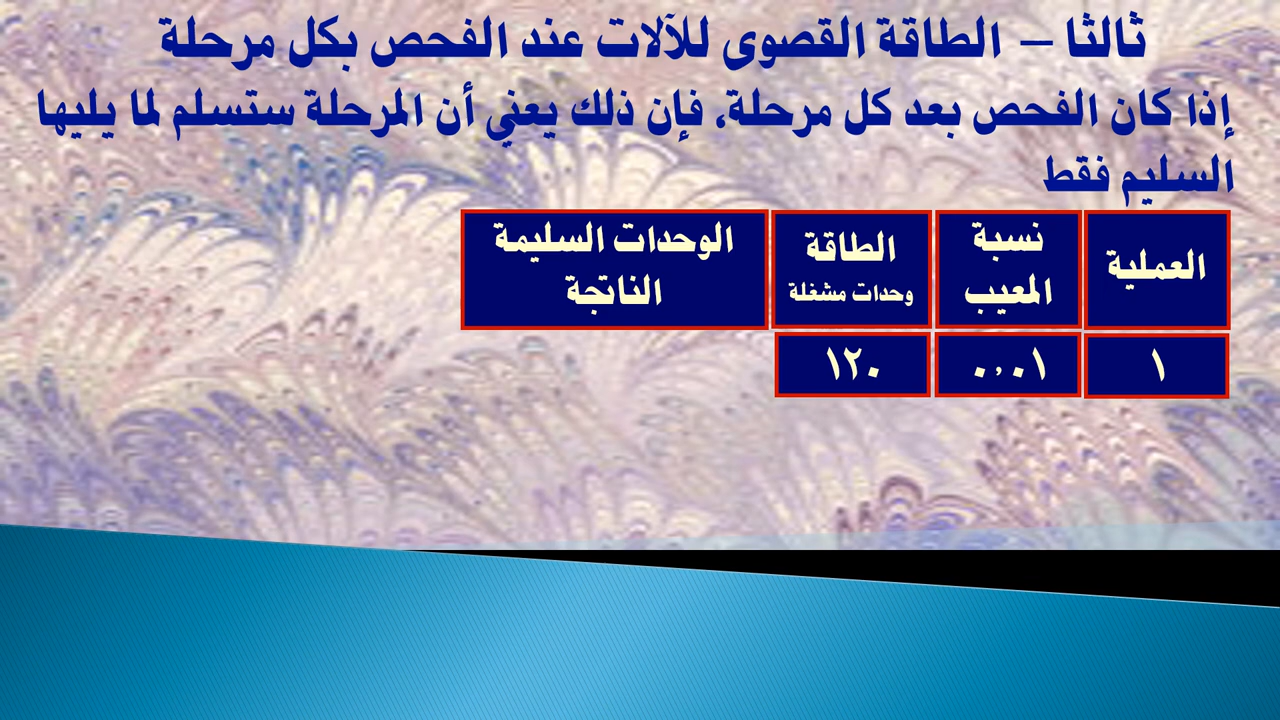 ثالثا – الطاقة القصوى للآلات عند الفحص بكل مرحلة
إذا كان الفحص بعد كل مرحلة، فإن ذلك يعني أن المرحلة ستسلم لما يليها
السليم فقط
العملية
نسبة
المعيب
الطاقة
وحدات مشغلة
الوحدات السليمة
الناتجة
١
٠,٠١
١٢٠